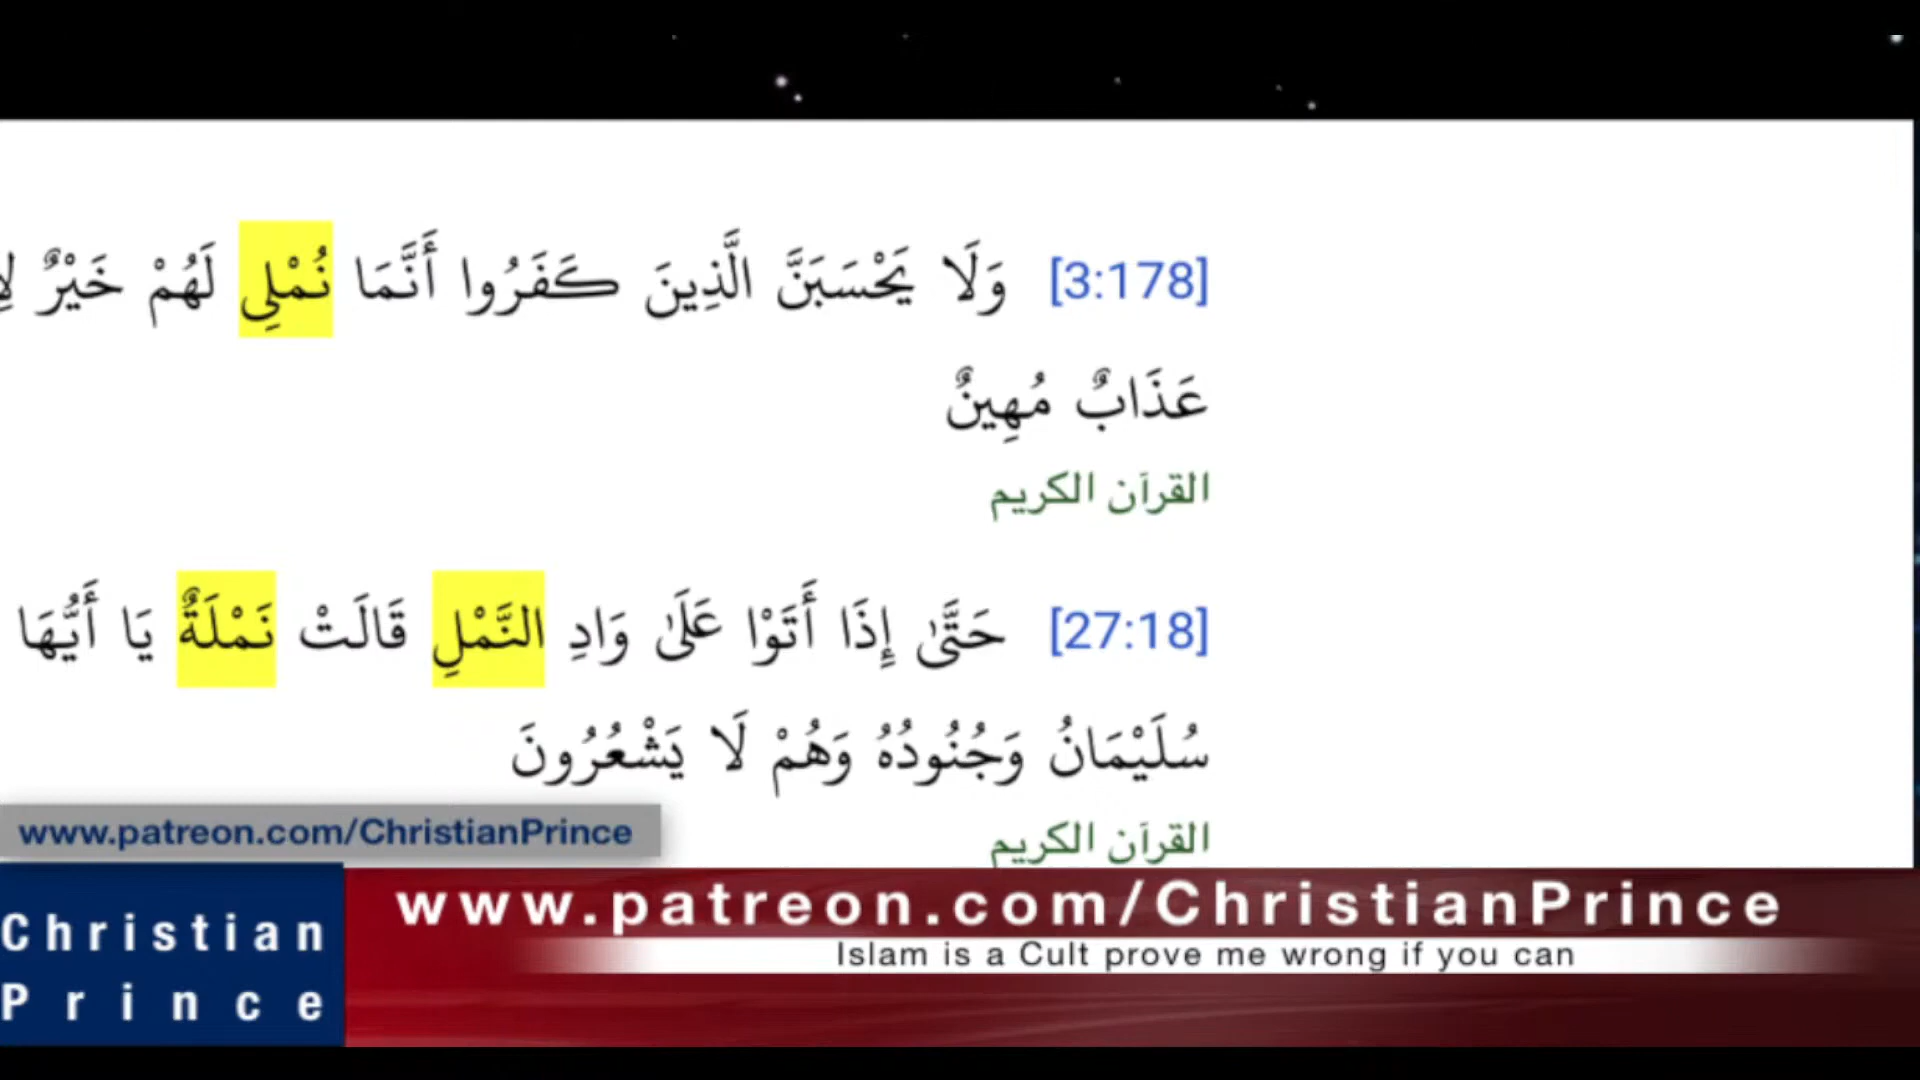 [3:178] وَلَا يَحْسَبَنَّ الَّذِينَ كَفَرُوا أَنَّمَا نُمْلِي لَهُمْ خَيْرٌ
عَذَابٌ مُهِينٌ
القرآن الكريم
[27:18] حَتَّىٰ إِذَا أَتَوْا عَلَىٰ وَادِ النَّمْلِ قَالَتْ نَمْلَةٌ يَا أَيُّهَا
سُلَيْمَانُ وَجُنُودُهُ وَهُمْ لَا يَشْعُرُونَ
القرآن الكريم
www.patreon.com/ChristianPrince
Christian
Prince
www.patreon.com/ChristianPrince
Islam is a Cult prove me wrong if you can